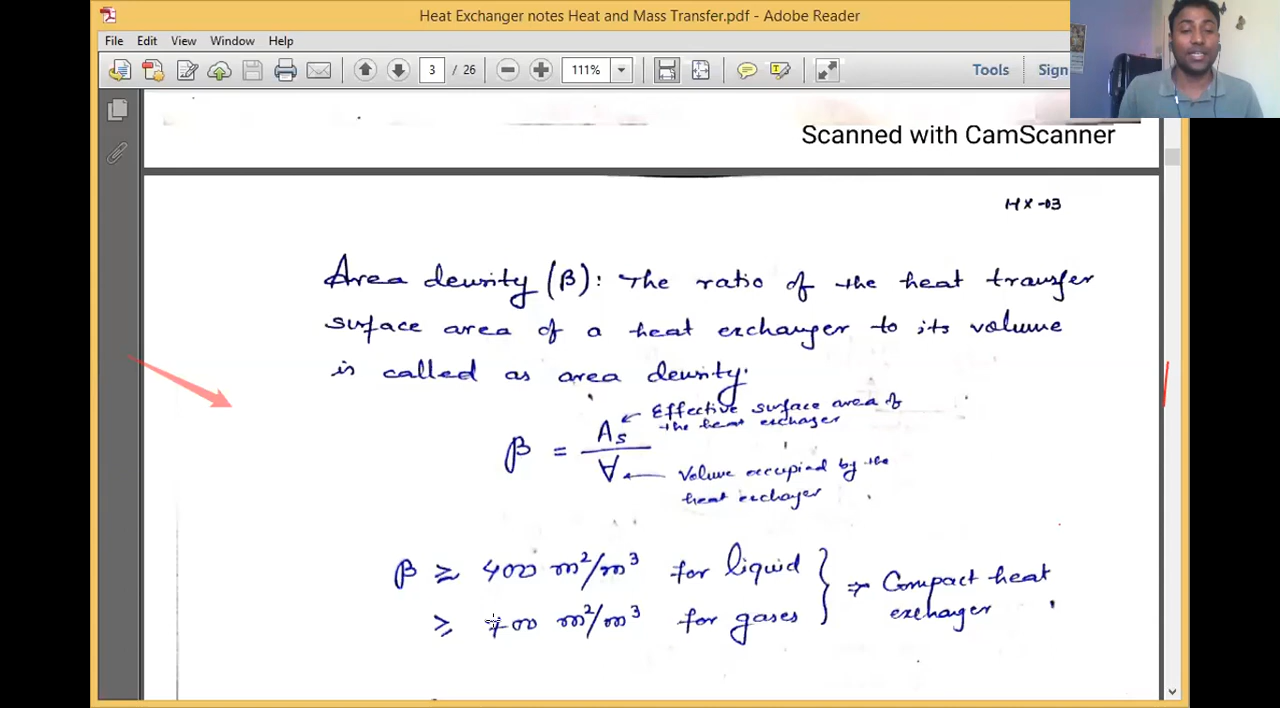 Heat Exchanger notes Heat and Mass Transfer.pdf - Adobe Reader
File Edit View Window Help
3 / 26 111% Tools Sign
Scanned with CamScanner
HX-03
Area density (β): The ratio of the heat transfer
surface area of a heat exchanger to its volume
is called as area density.
Effective surface area of
the heat exchager
β = As / V
Volume occupied by the
heat exchager
β ≥ 400 m²/m³ for liquid
≥ 700 m²/m³ for gases
⇒ Compact heat
exchager